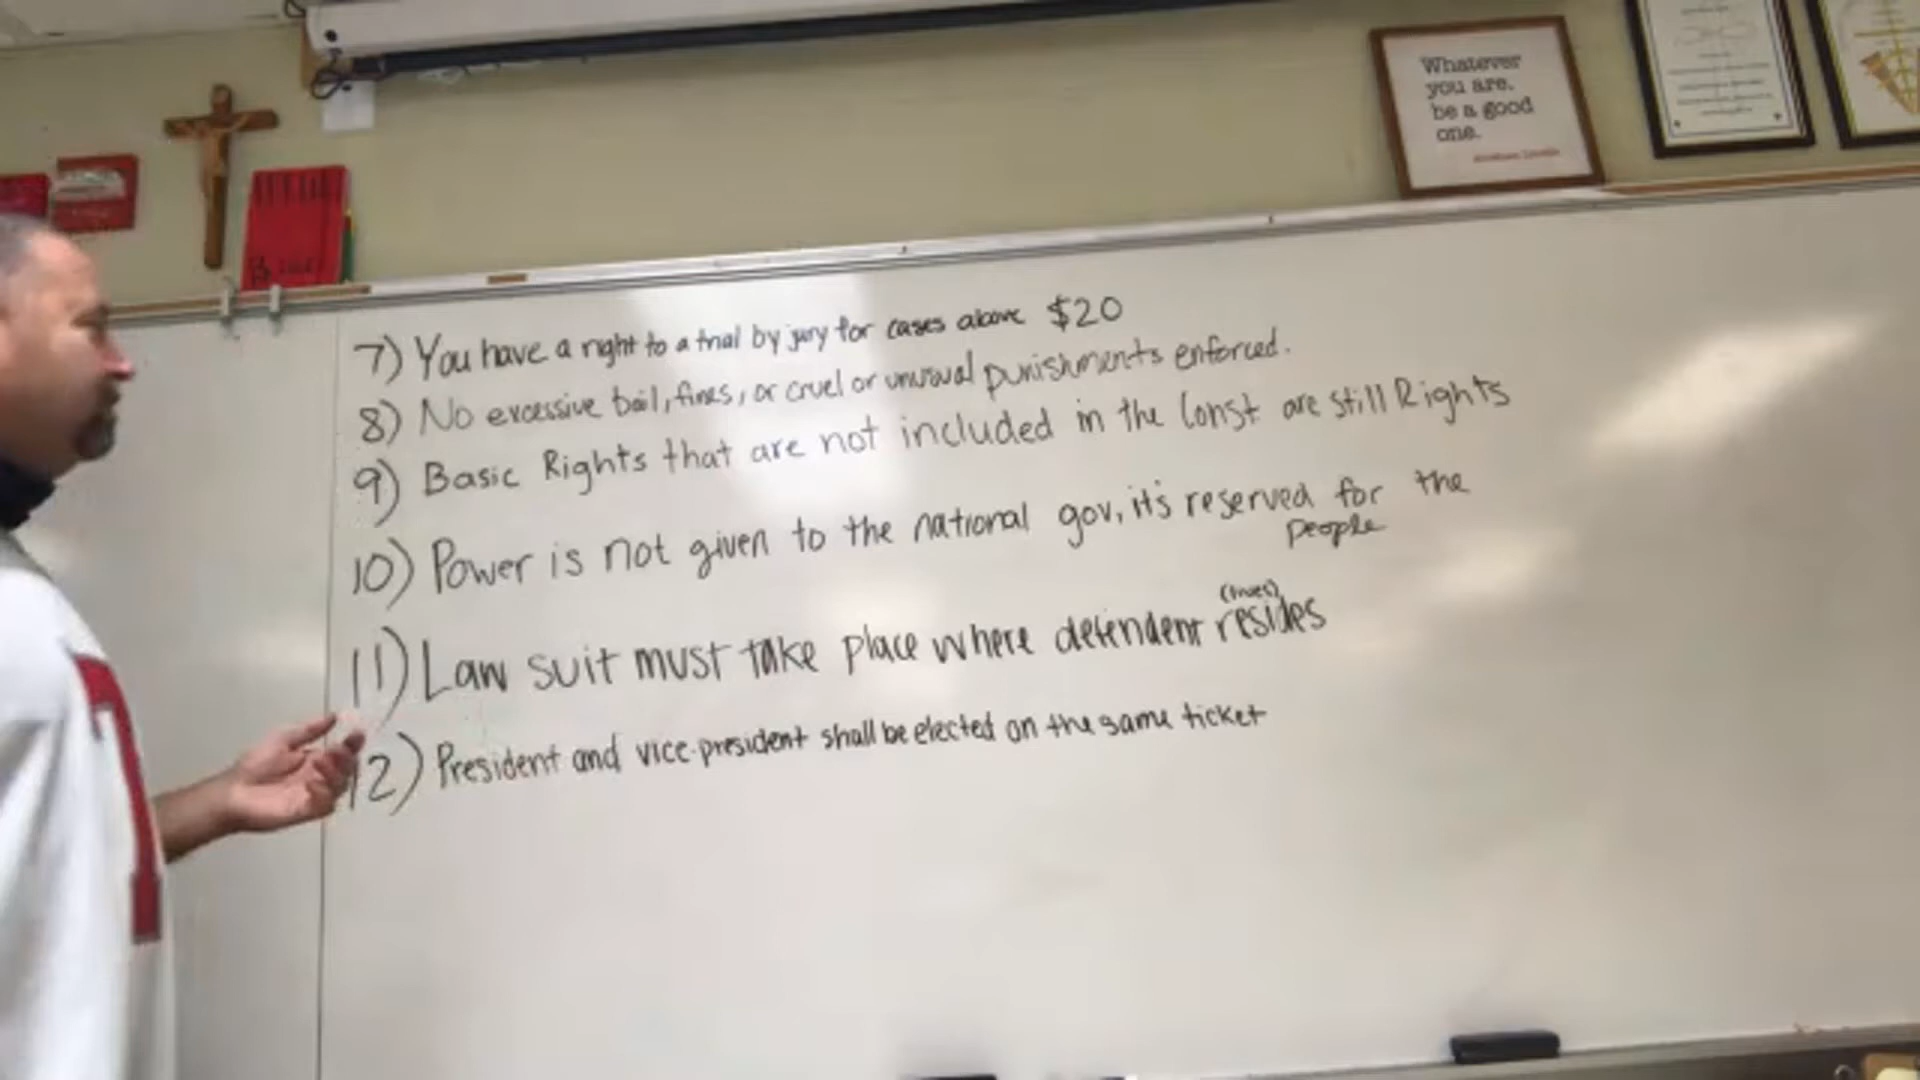 Whatever
you are,
be a good
one.
Abraham Lincoln
7) You have a right to a trial by jury for cases above $20
8) No excessive bail, fines, or cruel or unusual punishments enforced.
9) Basic Rights that are not included in the Const are still Rights
10) Power is not given to the national gov, it's reserved for the
people
(lives)
11) Law suit must take place where defendent resides
12) President and vice-president shall be elected on the same ticket